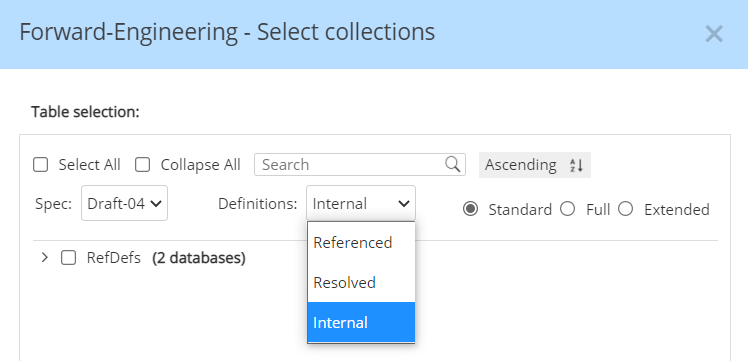 Forward-Engineering - Select collections
Table selection:
Select All Collapse All Search Ascending
Spec: Draft-04 Definitions: Internal Standard Full Extended
Referenced
RefDefs (2 databases)
Resolved
Internal